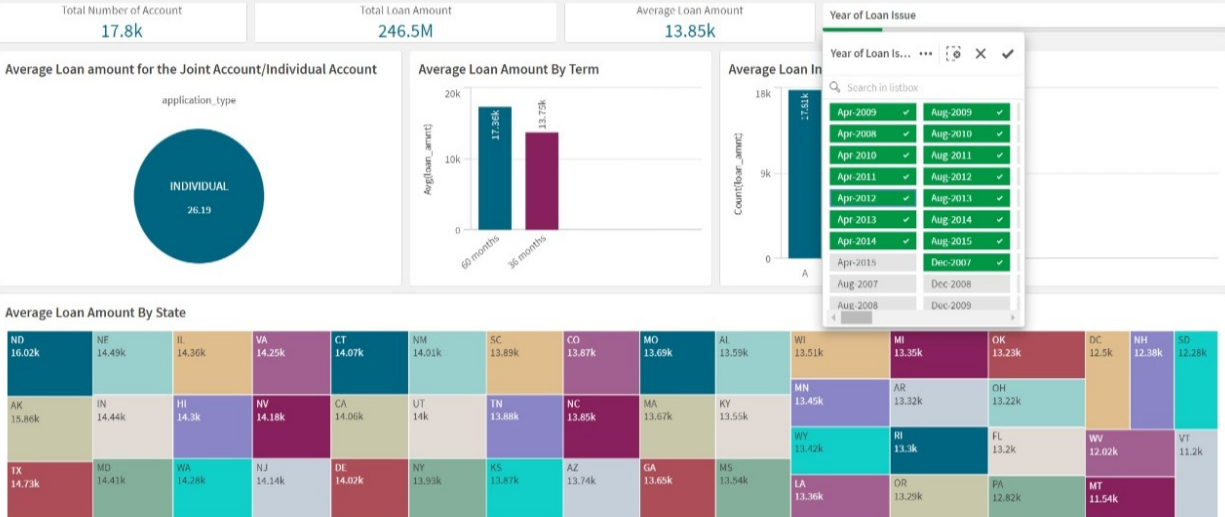 Total Number of Account
17.8k
Total Loan Amount
246.5M
Average Loan Amount
13.85k
Year of Loan Issue
Year of Loan Is... ...
Search in listbox
Apr-2009 Aug-2009
Apr-2008 Aug-2010
Apr 2010 Aug 2011
Apr-2011 Aug-2012
Apr-2012 Aug-2013
Apr 2013 Aug-2014
Apr-2014 Aug-2015
Apr-2015 Dec-2007
Aug-2007 Dec-2008
Aug-2008 Dec-2009
Average Loan amount for the Joint Account/Individual Account
application_type
INDIVIDUAL
26.19
Average Loan Amount By Term
Avg(loan_amnt)
20k
10k
0
17.36k
13.75k
60 months
36 months
Average Loan In
Count(loan_amnt)
18k
9k
0
17.51k
A
Average Loan Amount By State
ND
16.02k
AK
15.86k
TX
14.73k
NE
14.49k
IN
14.44k
MD
14.41k
IL
14.36k
HI
14.3k
WA
14.28k
VA
14.25k
NV
14.18k
NJ
14.14k
CT
14.07k
CA
14.06k
DE
14.02k
NM
14.01k
UT
14k
NY
13.93k
SC
13.89k
TN
13.88k
KS
13.87k
CO
13.87k
NC
13.85k
AZ
13.74k
MO
13.69k
MA
13.67k
GA
13.65k
AL
13.59k
KY
13.55k
MS
13.54k
WI
13.51k
MN
13.45k
WY
13.42k
LA
13.36k
MI
13.35k
AR
13.32k
RI
13.3k
OR
13.29k
OK
13.23k
OH
13.22k
FL
13.2k
PA
12.82k
DC
12.5k
NH
12.38k
SD
12.28k
WV
12.02k
MT
11.54k
VT
11.2k